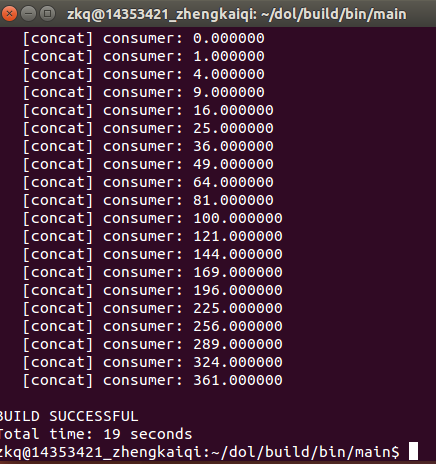 zkq@14353421_zhengkaiqi: ~/dol/build/bin/main
[concat] consumer: 0.000000
[concat] consumer: 1.000000
[concat] consumer: 4.000000
[concat] consumer: 9.000000
[concat] consumer: 16.000000
[concat] consumer: 25.000000
[concat] consumer: 36.000000
[concat] consumer: 49.000000
[concat] consumer: 64.000000
[concat] consumer: 81.000000
[concat] consumer: 100.000000
[concat] consumer: 121.000000
[concat] consumer: 144.000000
[concat] consumer: 169.000000
[concat] consumer: 196.000000
[concat] consumer: 225.000000
[concat] consumer: 256.000000
[concat] consumer: 289.000000
[concat] consumer: 324.000000
[concat] consumer: 361.000000
BUILD SUCCESSFUL
Total time: 19 seconds
zkq@14353421_zhengkaiqi:~/dol/build/bin/main$